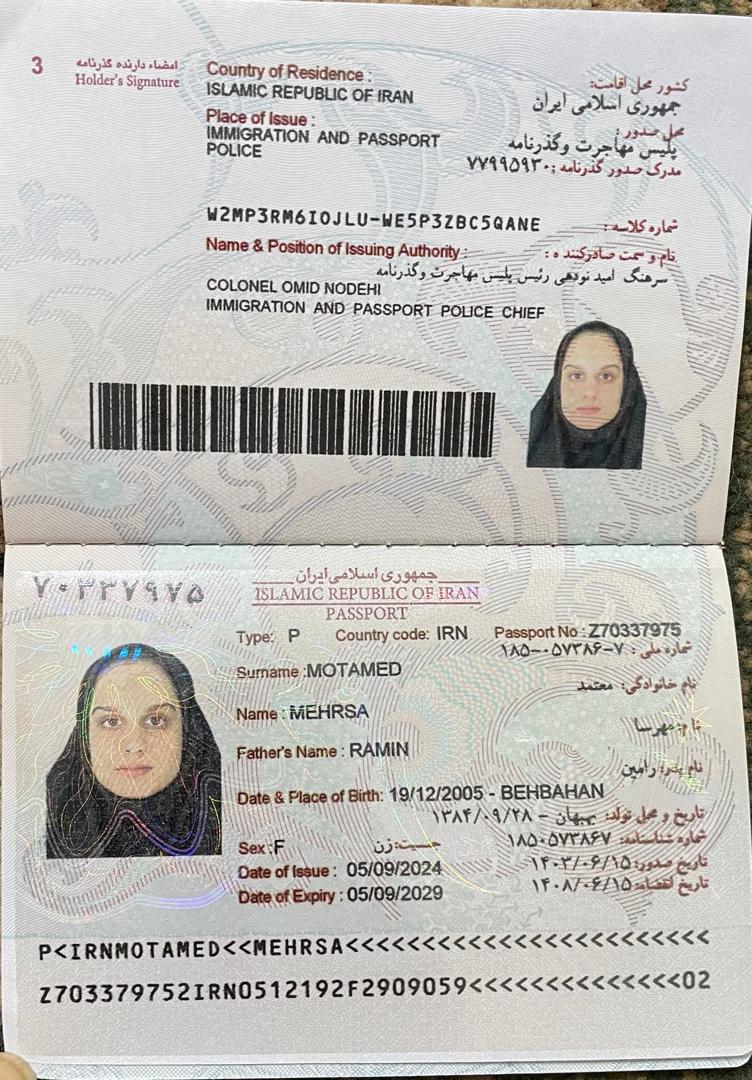 3
امضاء دارنده گذرنامه
Holder's Signature
Country of Residence :
کشور محل اقامت:
ISLAMIC REPUBLIC OF IRAN
جمهوری اسلامی ایران
Place of Issue :
محل صدور:
IMMIGRATION AND PASSPORT
POLICE
پلیس مهاجرت وگذرنامه
مدرک صدور گذرنامه: ۷۷۹۹۵۹۳۰
W2MP3RM6IOJLU-WE5P3ZBC5QANE
شماره کلاسه:
Name & Position of Issuing Authority :
نام و سمت صادرکننده ه:
سرهنگ امید نودهی رئیس پلیس مهاجرت وگذرنامه
COLONEL OMID NODEHI
IMMIGRATION AND PASSPORT POLICE CHIEF
۷۰۳۳۷۹۷۵
جمهوری اسلامی ایران
ISLAMIC REPUBLIC OF IRAN
PASSPORT
Type: P Country code: IRN Passport No : Z70337975
شماره ملی: ۱۸۵-۰۵۷۳۸۶-۷
Surname : MOTAMED
نام خانوادگی: معتمد
Name : MEHRSA
نام: مهرسا
Father's Name : RAMIN
نام پدر: رامین
Date & Place of Birth: 19/12/2005 - BEHBAHAN
تاریخ و محل تولد: بهبهان - ۱۳۸۴/۰۹/۲۸
شماره شناسنامه: ۱۸۵۰۵۷۳۸۶۷
Sex : F
جنسیت: زن
Date of Issue : 05/09/2024
تاریخ صدور: ۱۴۰۳/۰۶/۱۵
Date of Expiry : 05/09/2029
تاریخ انقضاء: ۱۴۰۸/۰۶/۱۵
P<IRNMOTAMED<<MEHRSA<<<<<<<<<<<<<<<<<<<<<<<<
Z703379752IRN0512192F2909059<<<<<<<<<<<<<<02